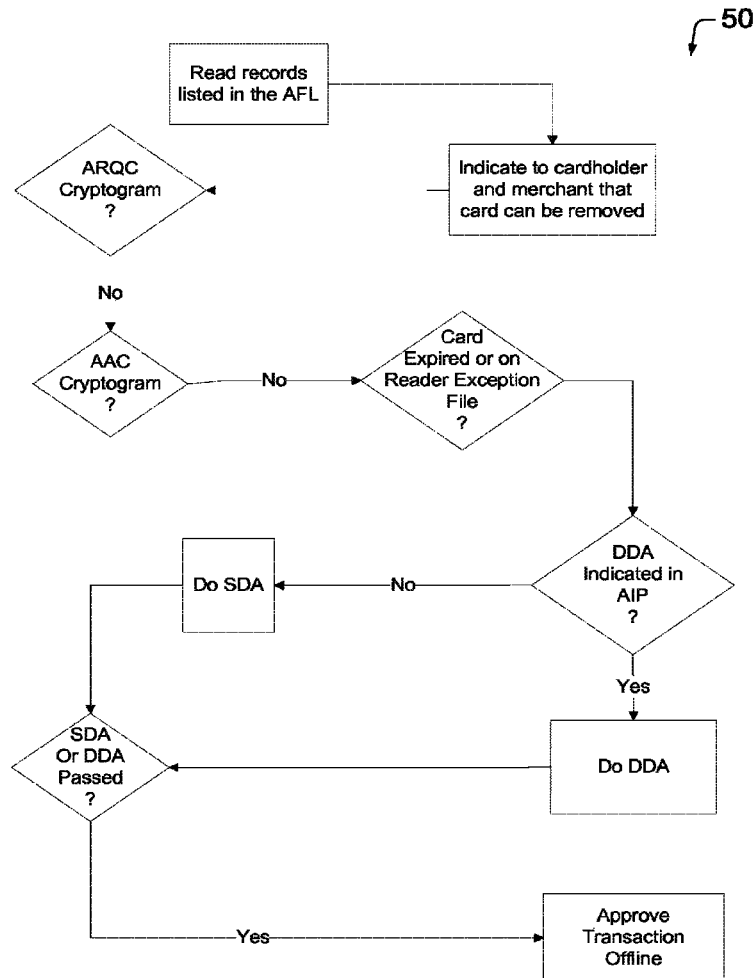 50
Read records
listed in the AFL
ARQC
Cryptogram
?
Indicate to cardholder
and merchant that
card can be removed
No
AAC
Cryptogram
?
No
Card
Expired or on
Reader Exception
File
?
DDA
Indicated in
AIP
?
No
Do SDA
Yes
SDA
Or DDA
Passed
?
Do DDA
Yes
Approve
Transaction
Offline